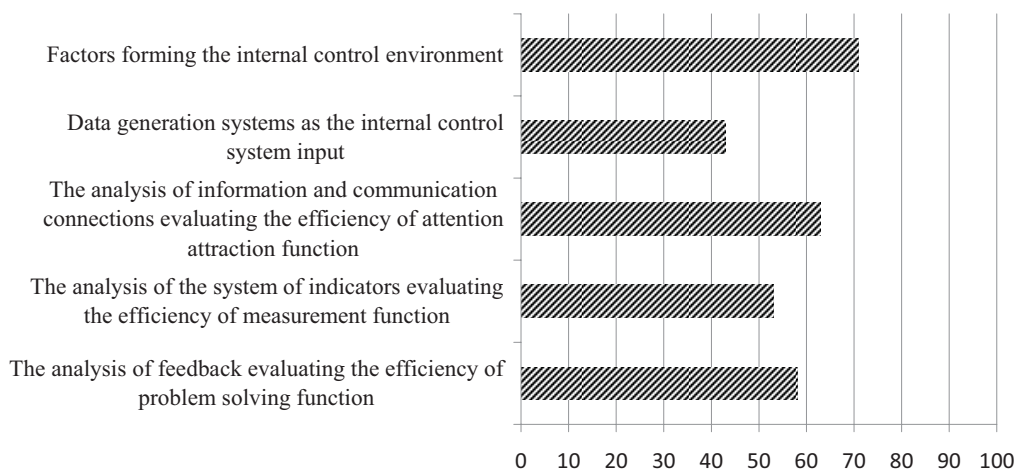 Factors forming the internal control environment
Data generation systems as the internal control
system input
The analysis of information and communication
connections evaluating the efficiency of attention
attraction function
The analysis of the system of indicators evaluating
the efficiency of measurement function
The analysis of feedback evaluating the efficiency of
problem solving function
0 10 20 30 40 50 60 70 80 90 100